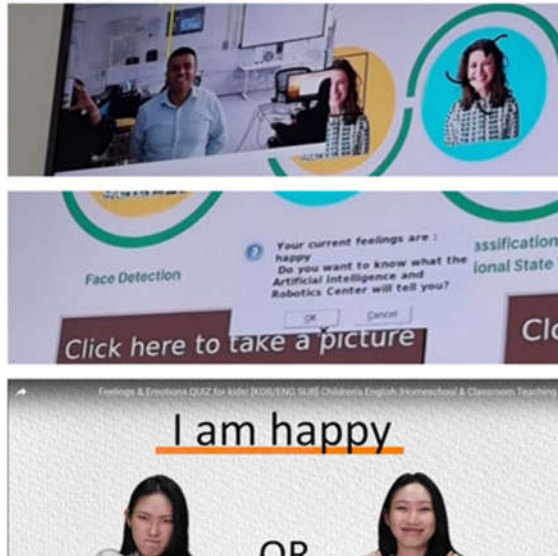 Face Detection
Your current feelings are :
happy
Do you want to know what the
Artificial Intelligence and
Robotics Center will tell you?
OK
Cancel
assification
ional State
Click here to take a picture
Clo
Feelings & Emotions QUIZ for kids! [KOR/ENG SUB] Children's English |Homeschool & Classroom Teaching
I am happy
OR